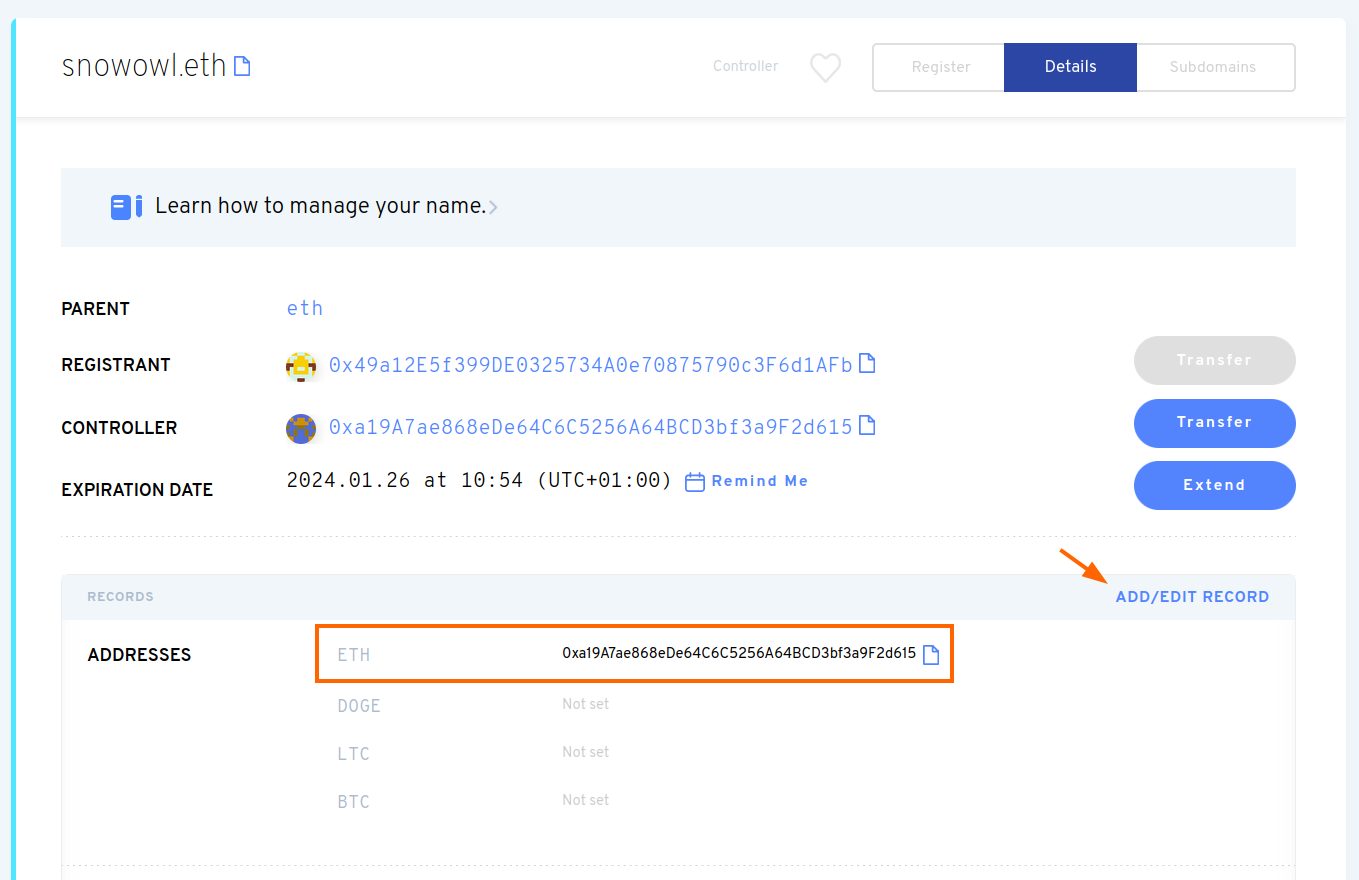 snowowl.eth
Controller
Register Details Subdomains
Learn how to manage your name.
PARENT eth
REGISTRANT 0x49a12E5f399DE0325734A0e70875790c3F6d1AFb Transfer
CONTROLLER 0xa19A7ae868eDe64C6C5256A64BCD3bf3a9F2d615 Transfer
EXPIRATION DATE 2024.01.26 at 10:54 (UTC+01:00) Remind Me Extend
RECORDS ADD/EDIT RECORD
ADDRESSES ETH 0xa19A7ae868eDe64C6C5256A64BCD3bf3a9F2d615
DOGE Not set
LTC Not set
BTC Not set